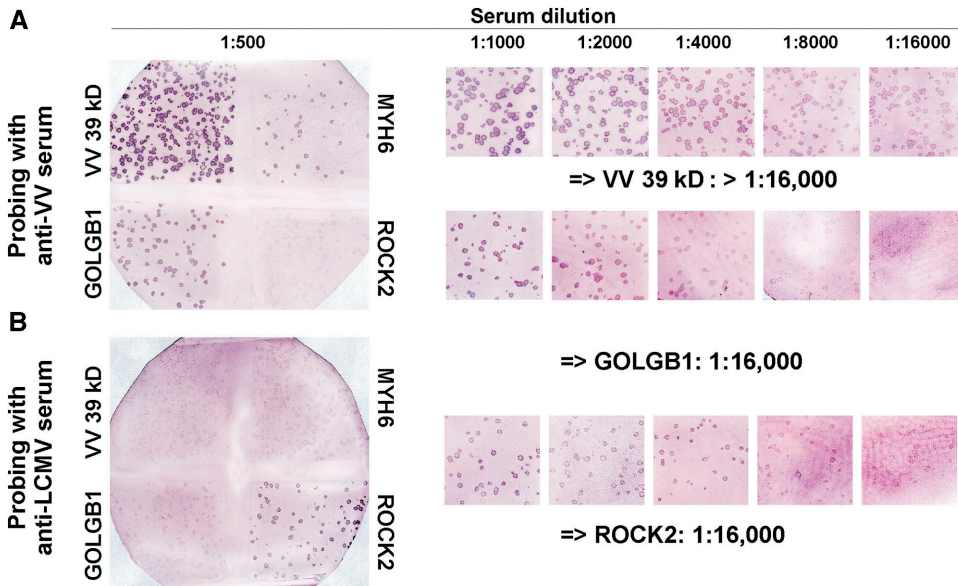 A
Serum dilution
1:500
1:1000
1:2000
1:4000
1:8000
1:16000
Probing with
anti-VV serum
VV 39 kD
MYH6
GOLGB1
ROCK2
=> VV 39 kD : > 1:16,000
=> GOLGB1: 1:16,000
B
Probing with
anti-LCMV serum
VV 39 kD
MYH6
GOLGB1
ROCK2
=> ROCK2: 1:16,000